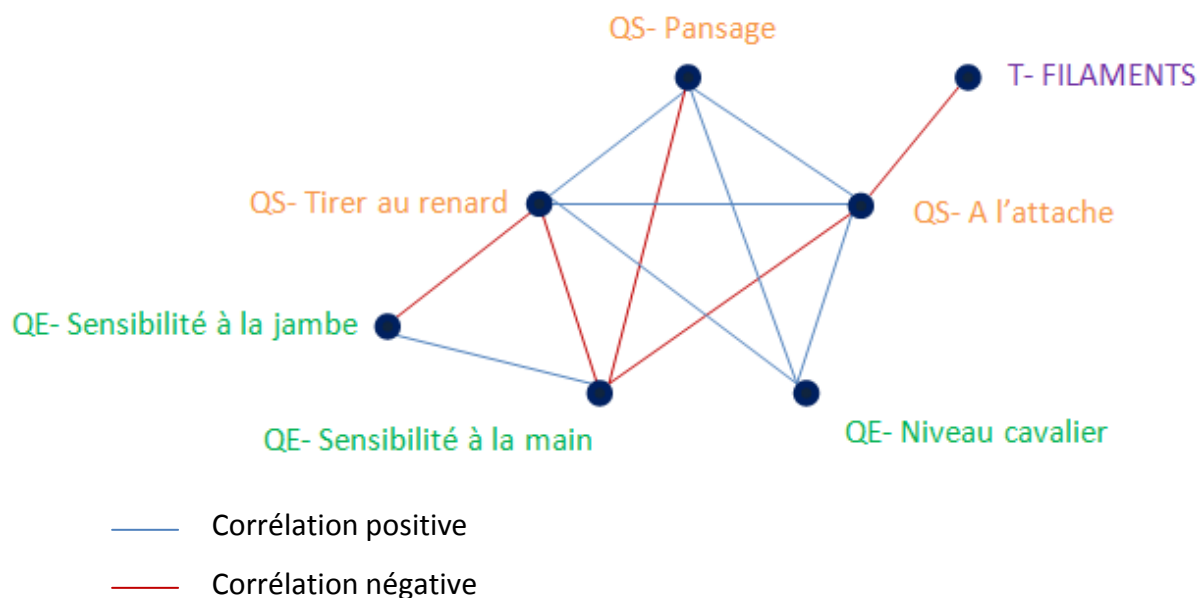 QS- Pansage
T- FILAMENTS
QS- Tirer au renard
QS- A l'attache
QE- Sensibilité à la jambe
QE- Sensibilité à la main
QE- Niveau cavalier
Corrélation positive
Corrélation négative